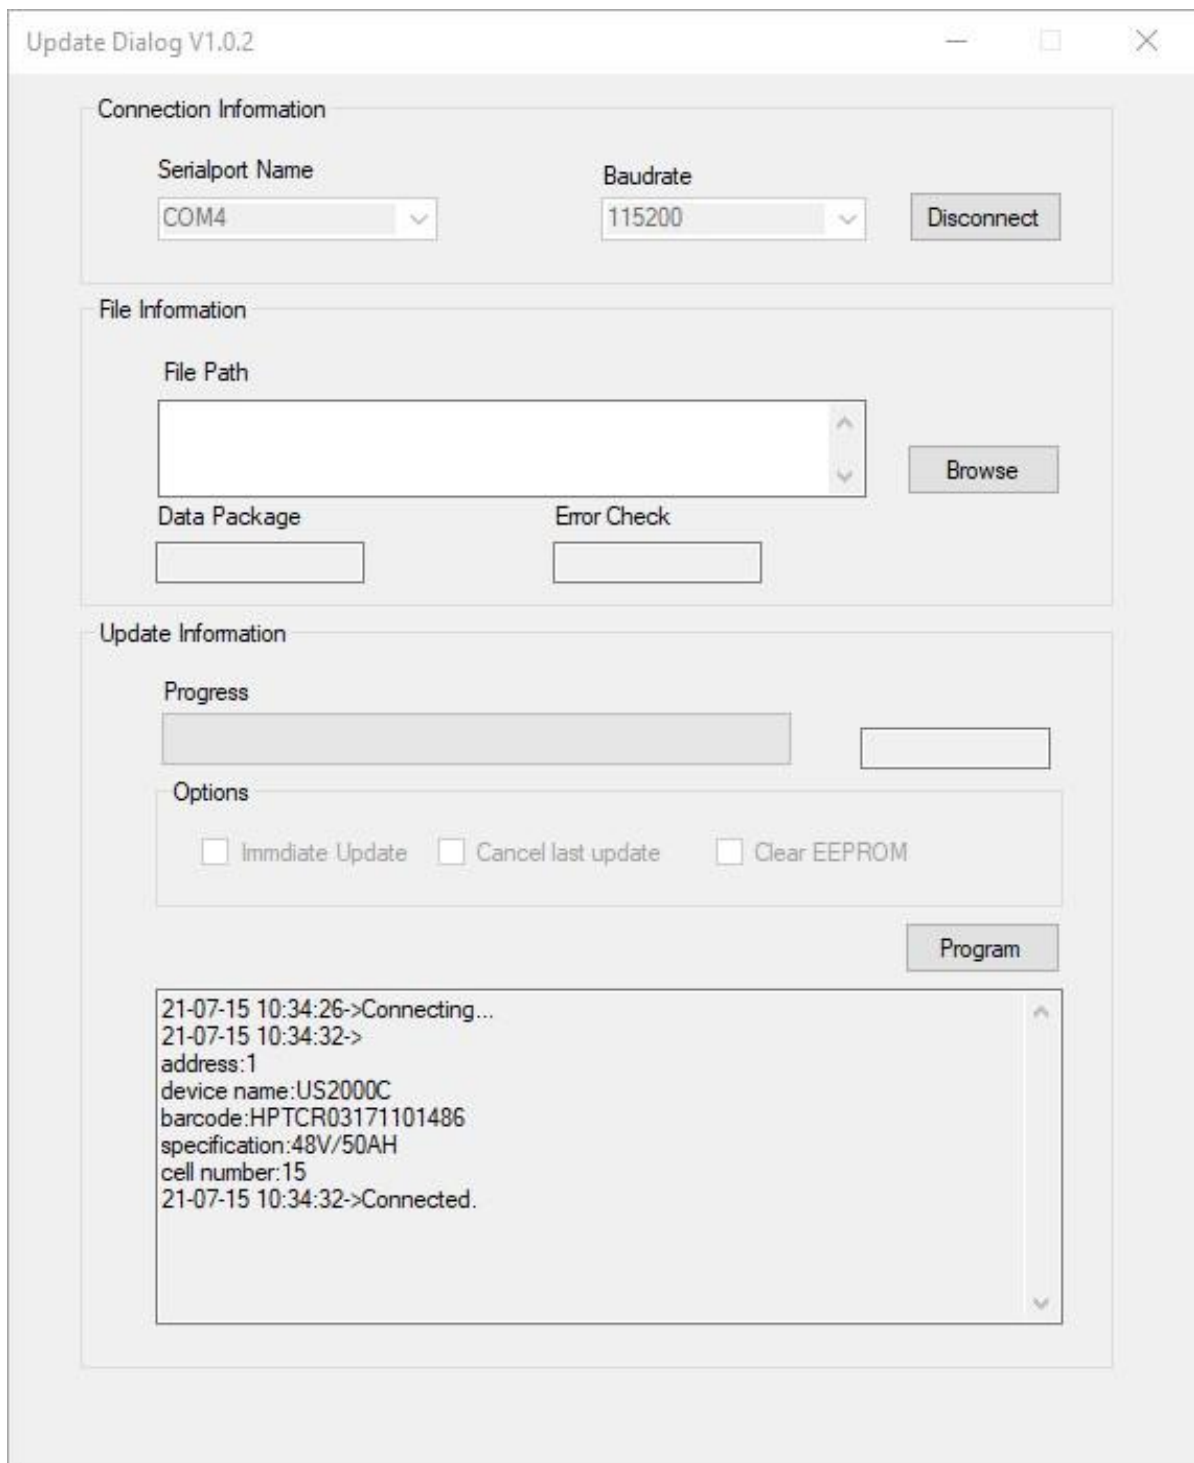 Update Dialog V1.0.2
Connection Information
Serialport Name
Baudrate
COM4
115200
Disconnect
File Information
File Path
Browse
Data Package
Error Check
Update Information
Progress
Options
Immdiate Update
Cancel last update
Clear EEPROM
Program
21-07-15 10:34:26->Connecting...
21-07-15 10:34:32->
address:1
device name:US2000C
barcode:HPTCR03171101486
specification:48V/50AH
cell number:15
21-07-15 10:34:32->Connected.